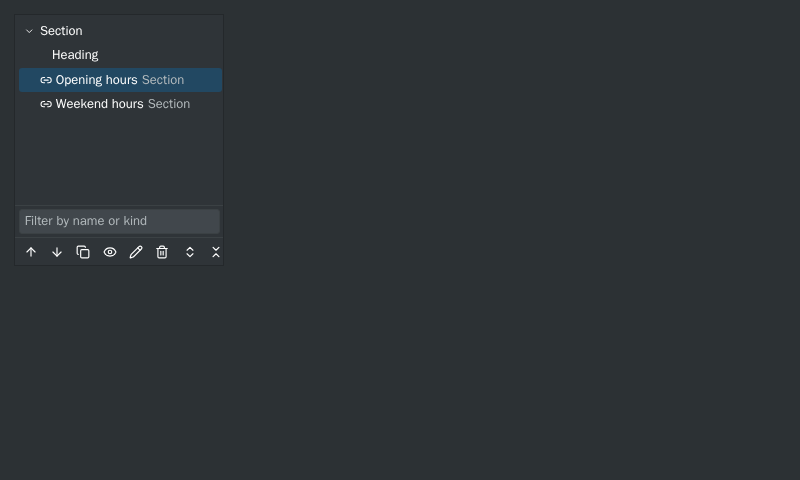 Section
Heading
Opening hours Section
Weekend hours Section
Filter by name or kind